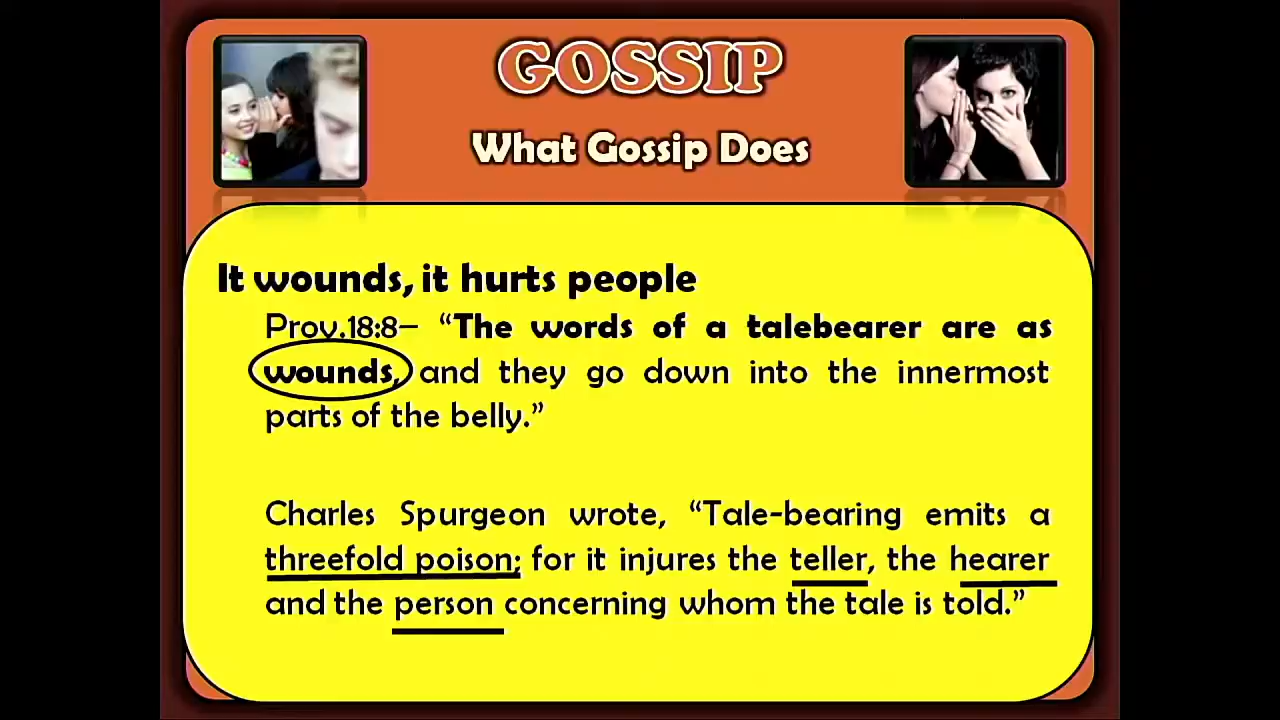 GOSSIP
What Gossip Does
It wounds, it hurts people
Prov.18:8– “The words of a talebearer are as
wounds, and they go down into the innermost
parts of the belly.”
Charles Spurgeon wrote, “Tale-bearing emits a
threefold poison; for it injures the teller, the hearer
and the person concerning whom the tale is told.”